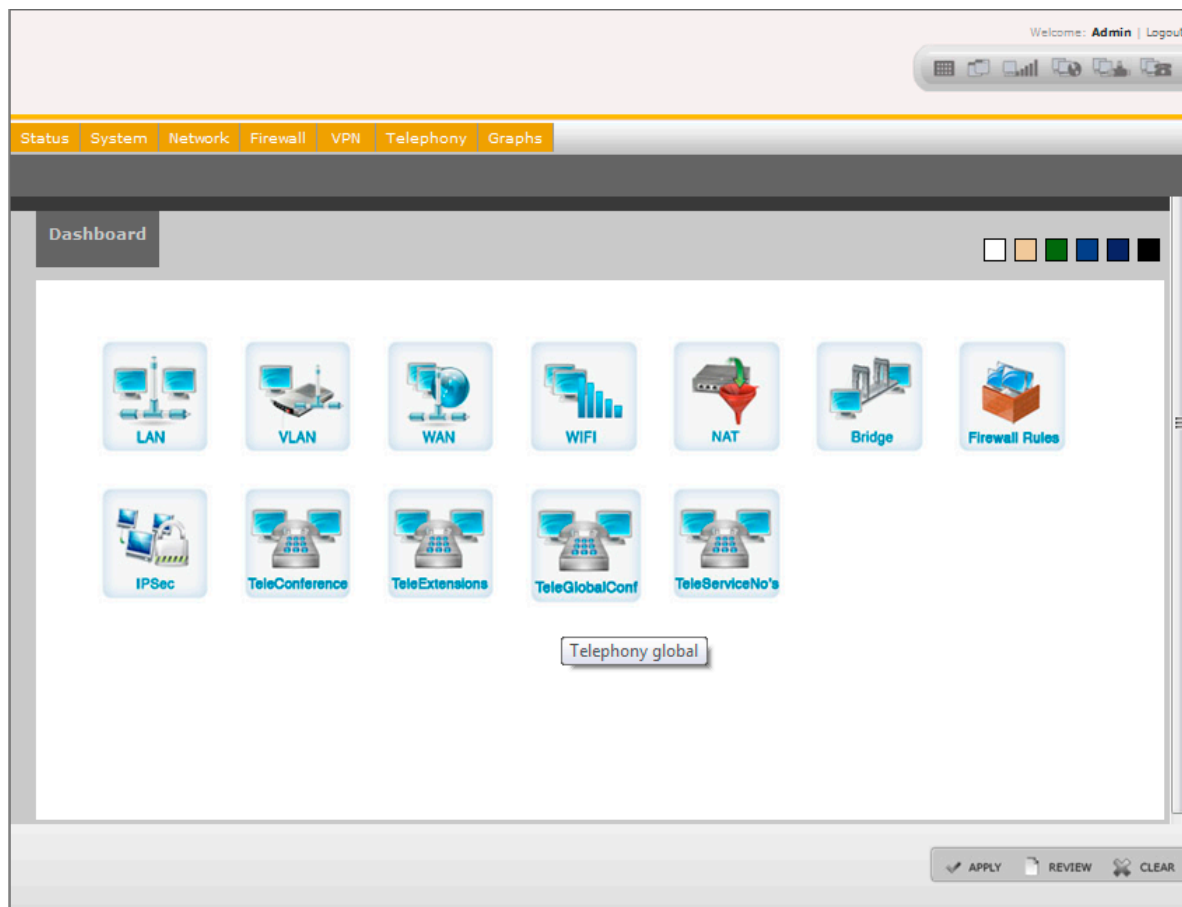 Welcome: Admin | Logout
Status System Network Firewall VPN Telephony Graphs
Dashboard
LAN VLAN WAN WIFI NAT Bridge Firewall Rules
IPSec TeleConference TeleExtensions TeleGlobalConf TeleServiceNo's
Telephony global
APPLY REVIEW CLEAR